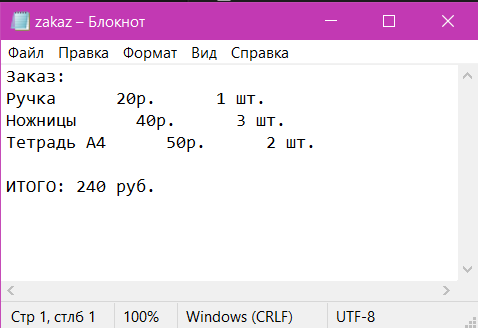 zakaz – Блокнот
Файл Правка Формат Вид Справка
Заказ:
Ручка      20р.      1 шт.
Ножницы      40р.      3 шт.
Тетрадь А4      50р.      2 шт.
ИТОГО: 240 руб.
Стр 1, стлб 1 100% Windows (CRLF) UTF-8